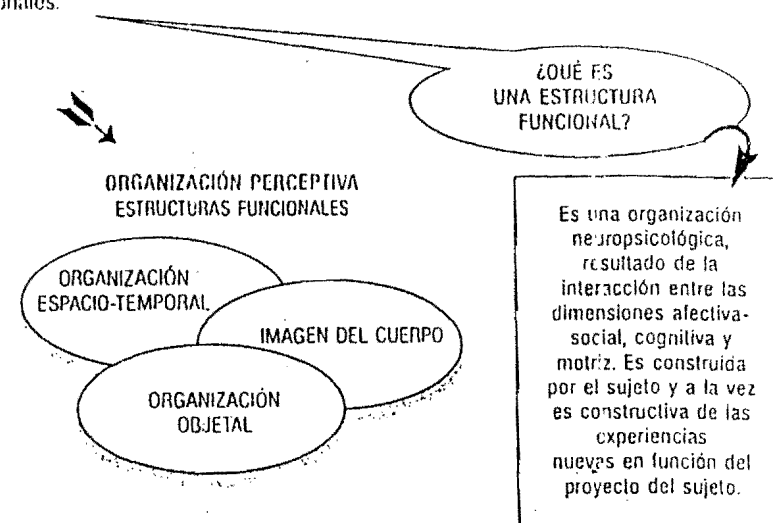 ¿QUÉ ES
UNA ESTRUCTURA
FUNCIONAL?
ORGANIZACIÓN PERCEPTIVA
ESTRUCTURAS FUNCIONALES
ORGANIZACIÓN
ESPACIO-TEMPORAL
IMAGEN DEL CUERPO
ORGANIZACIÓN
OBJETAL
Es una organización
neuropsicológica,
resultado de la
interacción entre las
dimensiones afectiva-
social, cognitiva y
motriz. Es construida
por el sujeto y a la vez
es constructiva de las
experiencias
nuevas en función del
proyecto del sujeto.